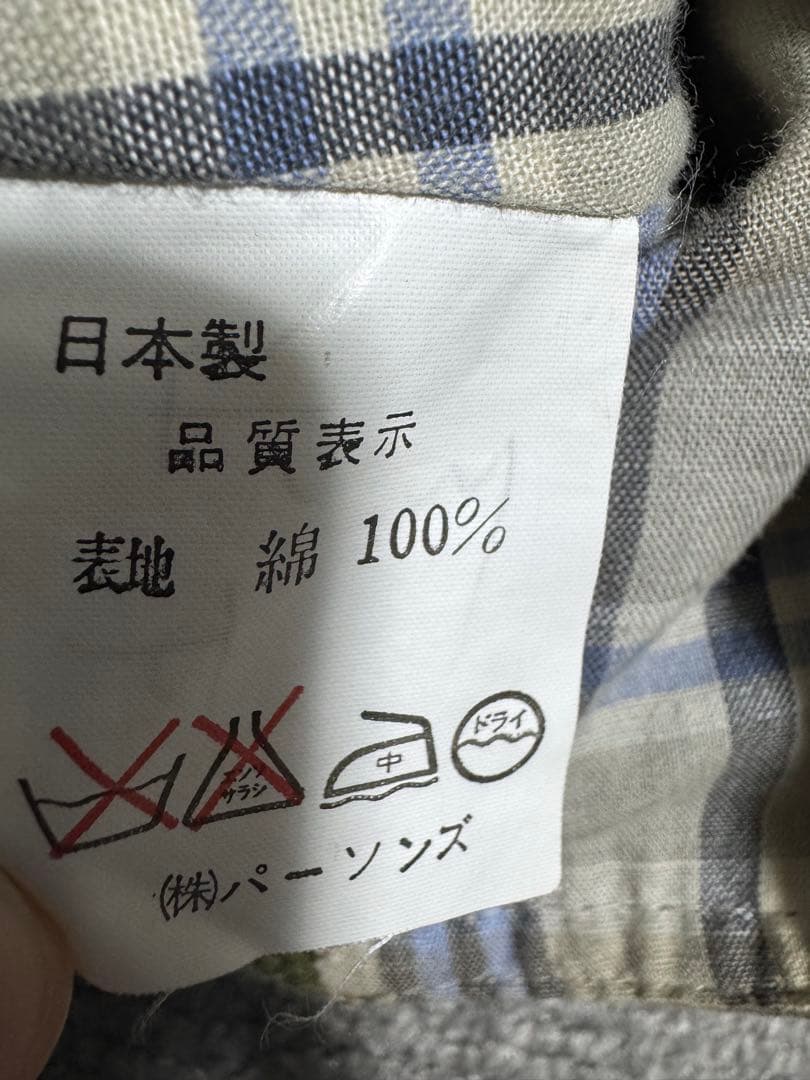 日本製
品質表示
表地 綿 100%
エンソ
サラシ
中
ドライ
(株)パーソンズ